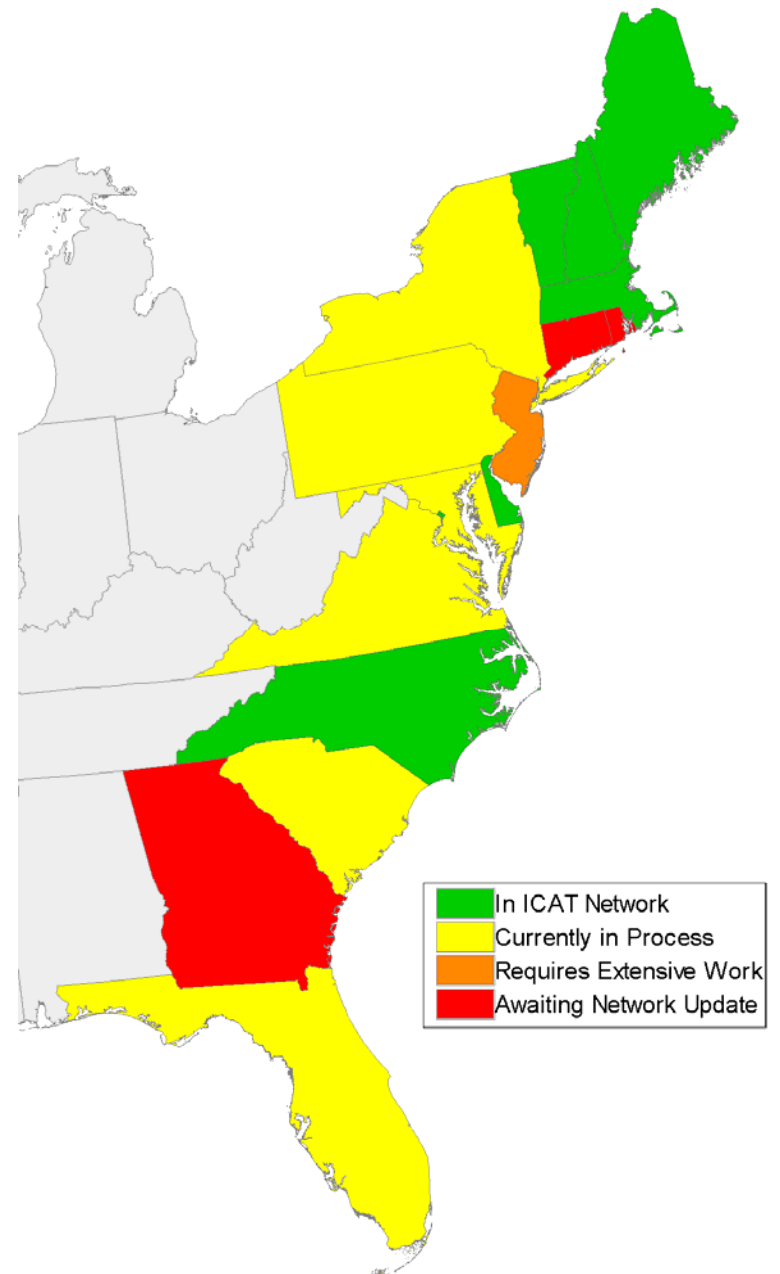 In ICAT Network
Currently in Process
Requires Extensive Work
Awaiting Network Update